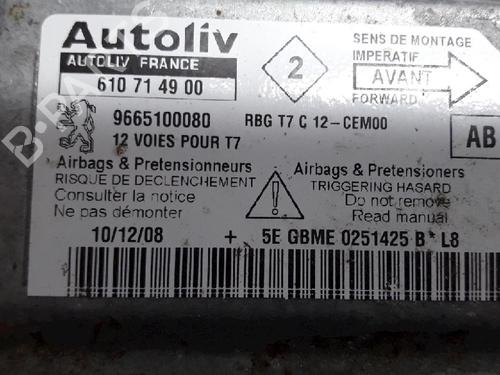 Autoliv
AUTOLIV FRANCE
610 71 49 00
2
SENS DE MONTAGE
IMPERATIF
AVANT
FORWARD
9665100080
RBG T7 C 12-CEM00
12 VOIES POUR T7
AB
Airbags & Pretensionneurs
RISQUE DE DECLENCHEMENT
Consulter la notice
Ne pas démonter
Airbags & Pretensioners
TRIGGERING HASARD
Do not remove
Read manual
10/12/08 + 5E GBME 0251425 B* L8